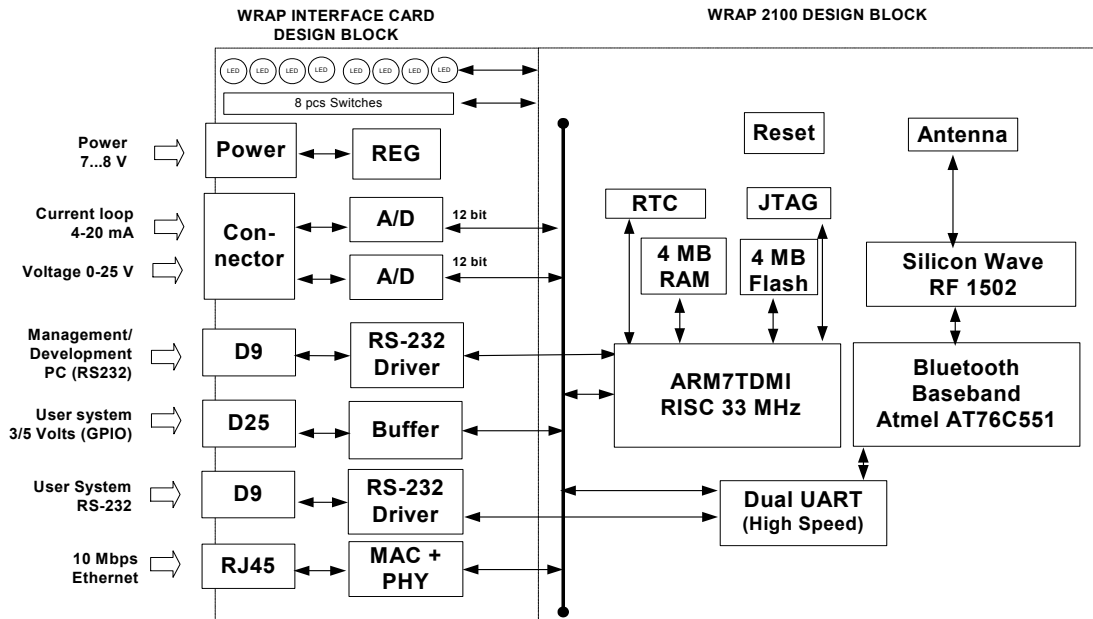 WRAP INTERFACE CARD
DESIGN BLOCK
WRAP 2100 DESIGN BLOCK
LED LED LED LED LED LED LED LED
8 pcs Switches
Power
7...8 V
Power
REG
Reset
Antenna
Current loop
4-20 mA
Voltage 0-25 V
Con-
nector
A/D
12 bit
A/D
12 bit
RTC
JTAG
4 MB
RAM
4 MB
Flash
Silicon Wave
RF 1502
Management/
Development
PC (RS232)
D9
RS-232
Driver
ARM7TDMI
RISC 33 MHz
Bluetooth
Baseband
Atmel AT76C551
User system
3/5 Volts (GPIO)
D25
Buffer
User System
RS-232
D9
RS-232
Driver
Dual UART
(High Speed)
10 Mbps
Ethernet
RJ45
MAC +
PHY